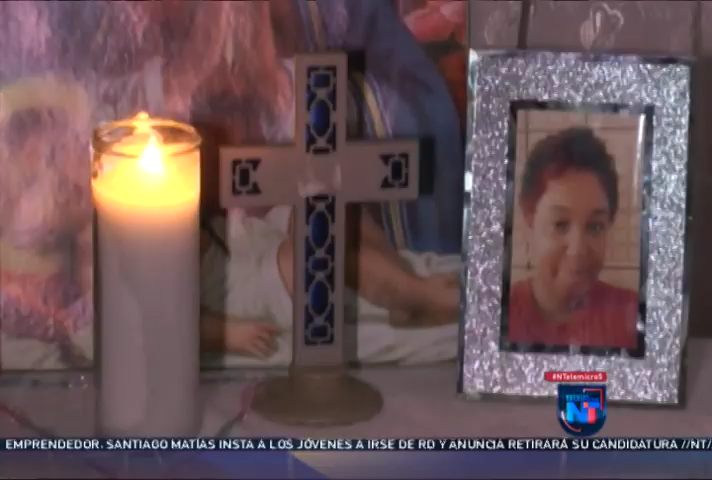 #NTelemicro5
NT
EMPRENDEDOR. SANTIAGO MATÍAS INSTA A LOS JÓVENES A IRSE DE RD Y ANUNCIA RETIRARÁ SU CANDIDATURA //NT/